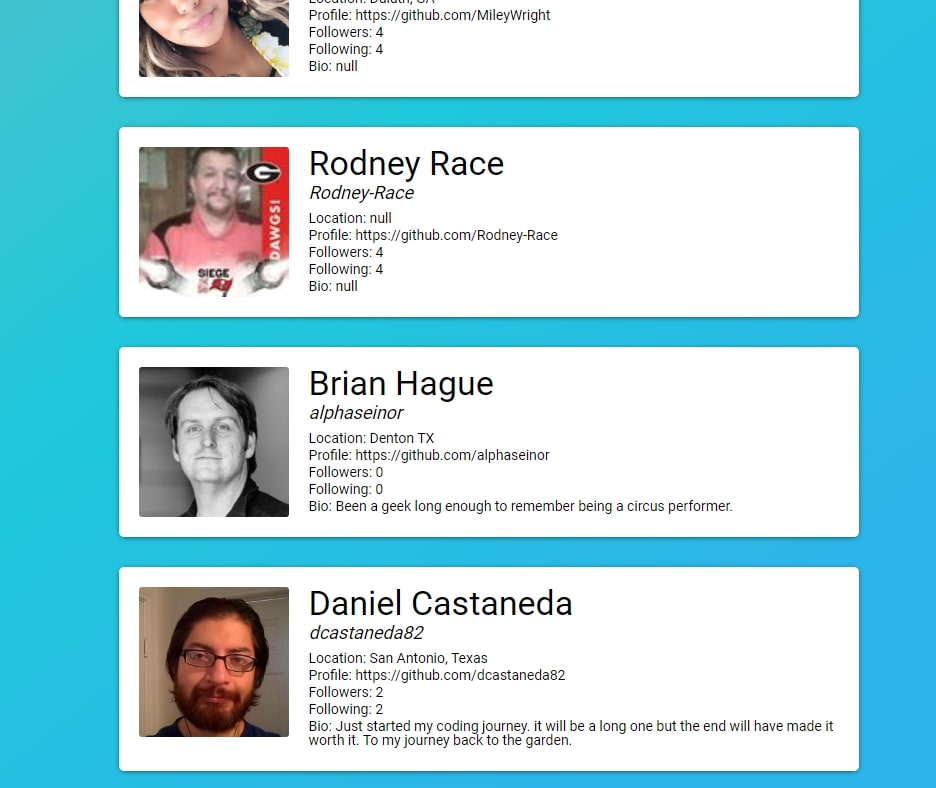 Location: Duluth, GA
Profile: https://github.com/MileyWright
Followers: 4
Following: 4
Bio: null
G
DAWGS!
SIEGE
Rodney Race
Rodney-Race
Location: null
Profile: https://github.com/Rodney-Race
Followers: 4
Following: 4
Bio: null
Brian Hague
alphaseinor
Location: Denton TX
Profile: https://github.com/alphaseinor
Followers: 0
Following: 0
Bio: Been a geek long enough to remember being a circus performer.
Daniel Castaneda
dcastaneda82
Location: San Antonio, Texas
Profile: https://github.com/dcastaneda82
Followers: 2
Following: 2
Bio: Just started my coding journey. it will be a long one but the end will have made it
worth it. To my journey back to the garden.